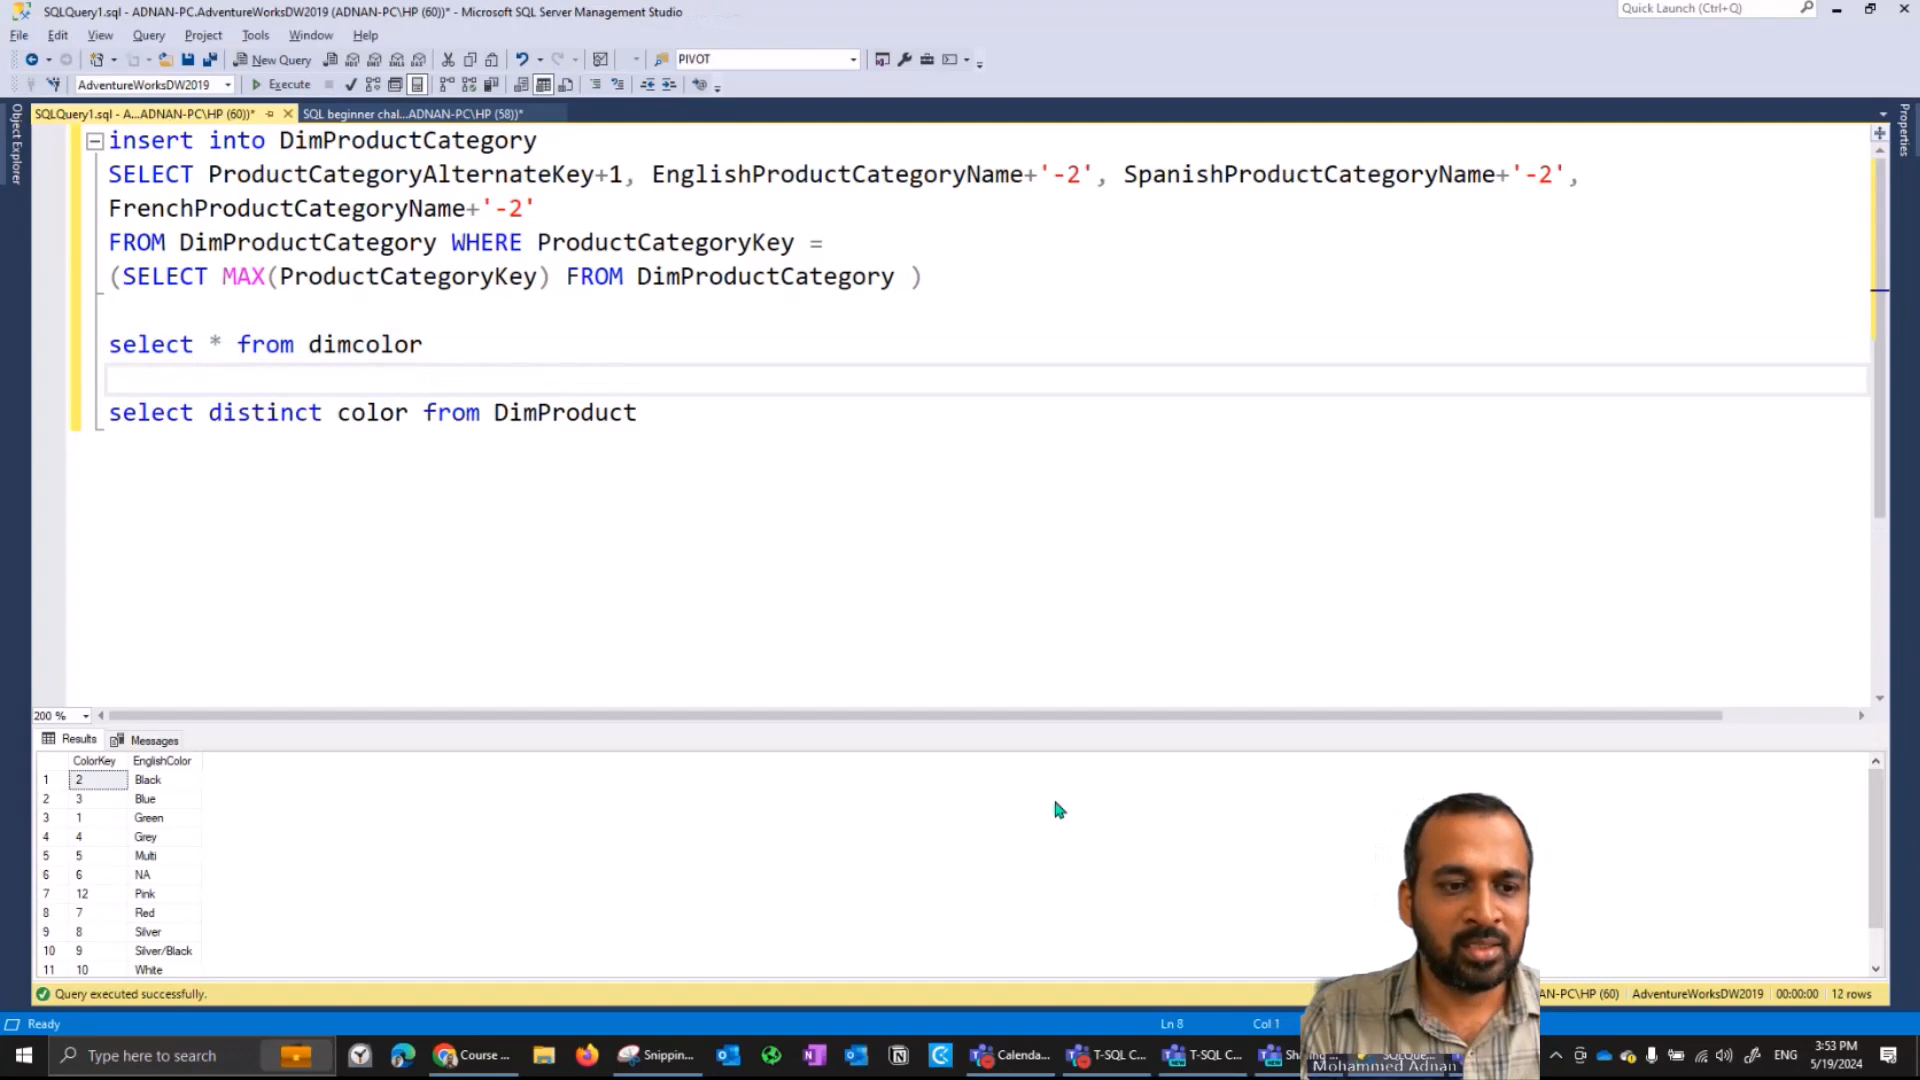 SQLQuery1.sql - ADNAN-PC.AdventureWorksDW2019 (ADNAN-PC\HP (60))* - Microsoft SQL Server Management Studio
Quick Launch (Ctrl+Q)
File Edit View Query Project Tools Window Help
New Query PIVOT
AdventureWorksDW2019 Execute
SQLQuery1.sql - A...ADNAN-PC\HP (60))* SQL beginner chal...ADNAN-PC\HP (58))*
Object Explorer
Properties
insert into DimProductCategory
SELECT ProductCategoryAlternateKey+1, EnglishProductCategoryName+'-2', SpanishProductCategoryName+'-2',
FrenchProductCategoryName+'-2'
FROM DimProductCategory WHERE ProductCategoryKey =
(SELECT MAX(ProductCategoryKey) FROM DimProductCategory )
select * from dimcolor
select distinct color from DimProduct
200 %
Results Messages
ColorKey EnglishColor
1 2 Black
2 3 Blue
3 1 Green
4 4 Grey
5 5 Multi
6 6 NA
7 12 Pink
8 7 Red
9 8 Silver
10 9 Silver/Black
11 10 White
Query executed successfully. AN-PC\HP (60) AdventureWorksDW2019 00:00:00 12 rows
Ready Ln 8 Col 1
Type here to search Course ... Snippin... Calenda... T-SQL C... T-SQL C... ENG 3:53 PM
5/19/2024
Mohammed Adnan